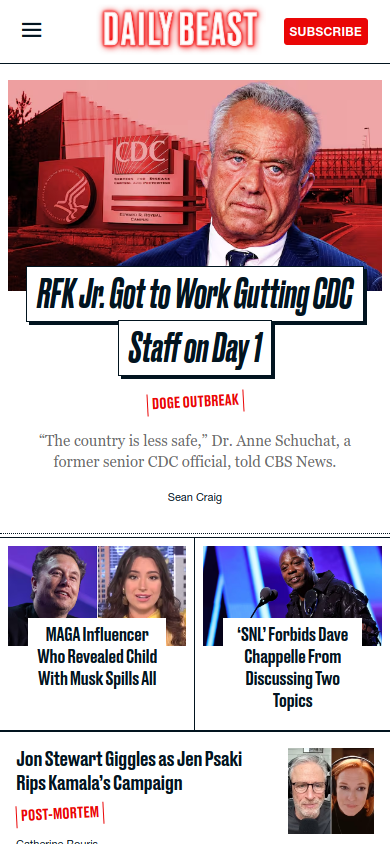 DAILY BEAST
SUBSCRIBE
CDC
CENTERS FOR DISEASE
CONTROL AND PREVENTION
EDWARD R. ROYBAL
CAMPUS
RFK Jr. Got to Work Gutting CDC
Staff on Day 1
DOGE OUTBREAK
“The country is less safe,” Dr. Anne Schuchat, a
former senior CDC official, told CBS News.
Sean Craig
MAGA Influencer
Who Revealed Child
With Musk Spills All
‘SNL’ Forbids Dave
Chappelle From
Discussing Two
Topics
Jon Stewart Giggles as Jen Psaki
Rips Kamala’s Campaign
POST-MORTEM